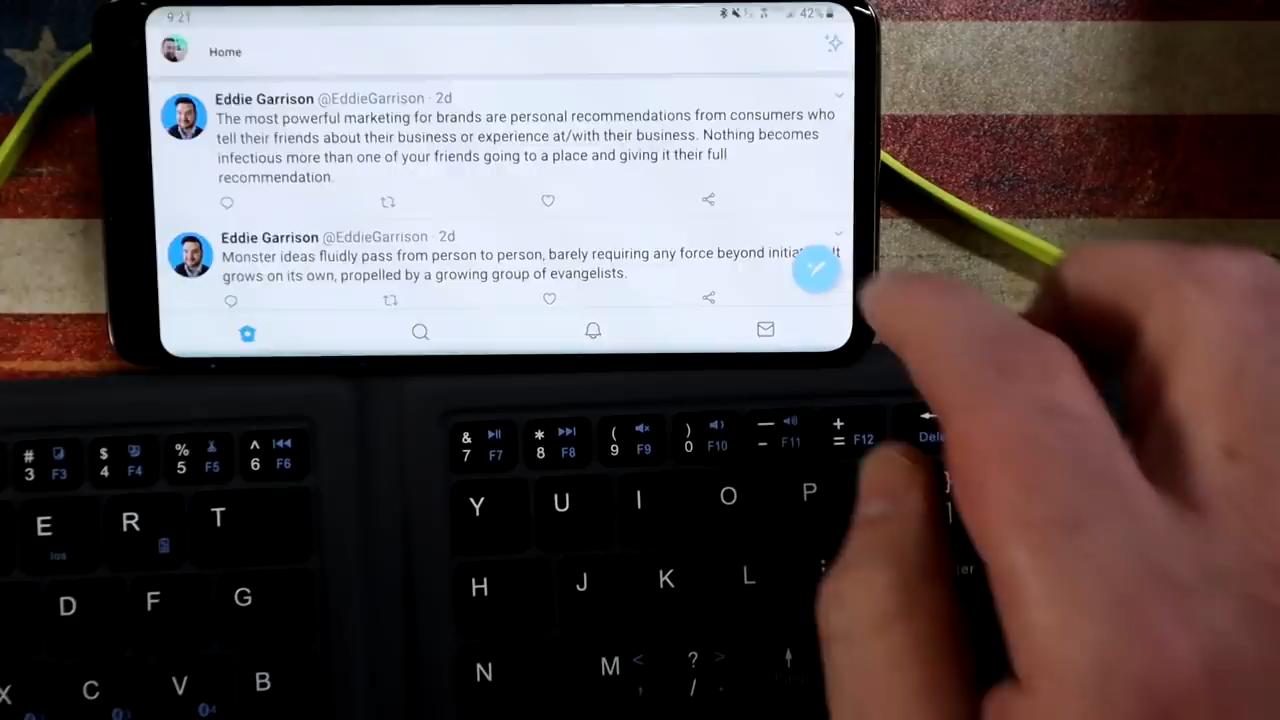 9:21
42%
Home
Eddie Garrison @EddieGarrison · 2d
The most powerful marketing for brands are personal recommendations from consumers who
tell their friends about their business or experience at/with their business. Nothing becomes
infectious more than one of your friends going to a place and giving it their full
recommendation.
Eddie Garrison @EddieGarrison · 2d
Monster ideas fluidly pass from person to person, barely requiring any force beyond
grows on its own, propelled by a growing group of evangelists.
# 3 F3 $ 4 F4 % 5 F5 ^ 6 F6 & 7 F7 * 8 F8 ( 9 F9 ) 0 F10 — - F11 + = F12
E R T Y U I O P
ios
D F G H J K L
X C V B N M < , ? / >